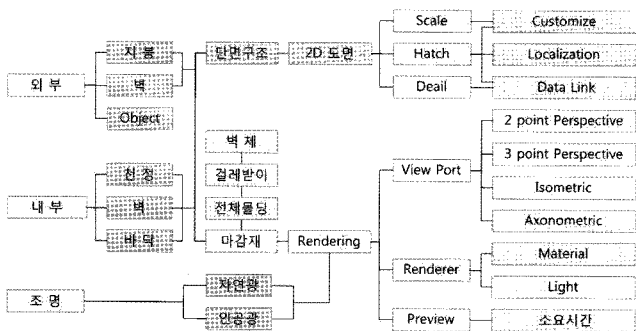 외 부
지 붕
벽
Object
내 부
천 정
벽
바 닥
조 명
자연광
인공광
단면구조
2D 도면
벽 체
걸레받이
전체몰딩
마감재
Rendering
Scale
Hatch
Deail
Customize
Localization
Data Link
View Port
2 point Perspective
3 point Perspective
Isometric
Axonometric
Renderer
Material
Light
Preview
소요시간